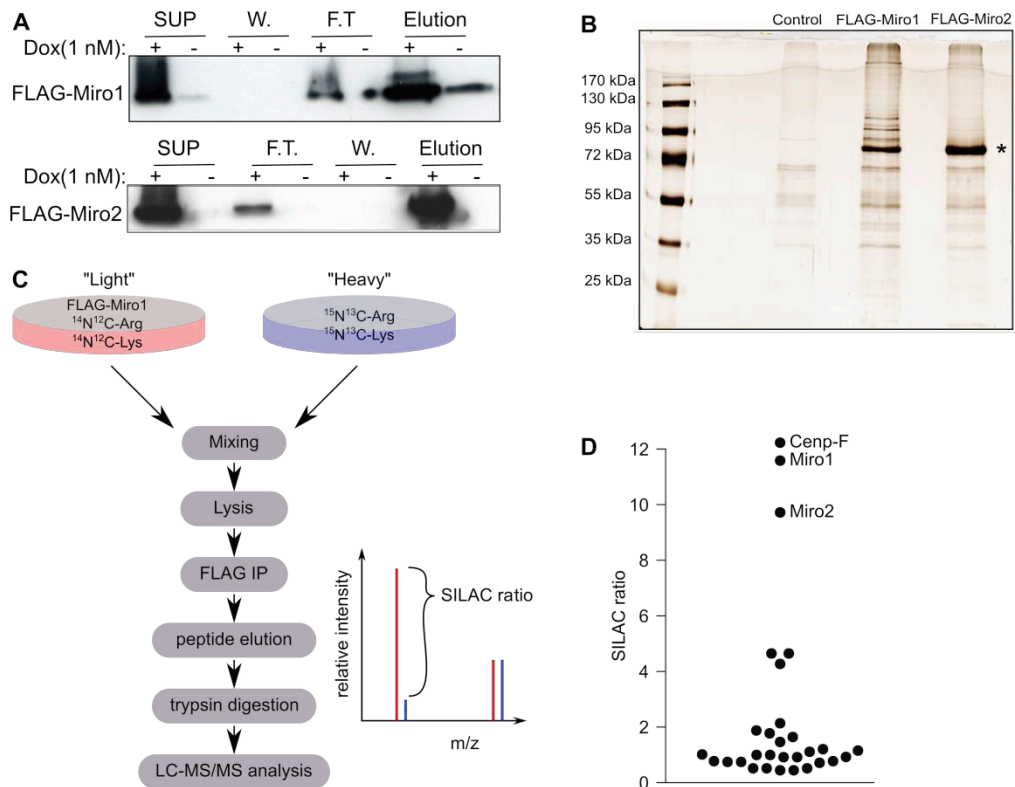 A
SUP W. F.T Elution
Dox(1 nM): + - + - + - + -
FLAG-Miro1
SUP F.T. W. Elution
Dox(1 nM): + - + - + - + -
FLAG-Miro2
B
Control FLAG-Miro1 FLAG-Miro2
170 kDa
130 kDa
95 kDa
72 kDa
*
55 kDa
35 kDa
25 kDa
C
"Light" "Heavy"
FLAG-Miro1
¹⁴N¹²C-Arg
¹⁴N¹²C-Lys
¹⁵N¹³C-Arg
¹⁵N¹³C-Lys
Mixing
Lysis
FLAG IP
peptide elution
trypsin digestion
LC-MS/MS analysis
relative intensity
SILAC ratio
m/z
D
SILAC ratio
12
10
8
6
4
2
0
Cenp-F
Miro1
Miro2